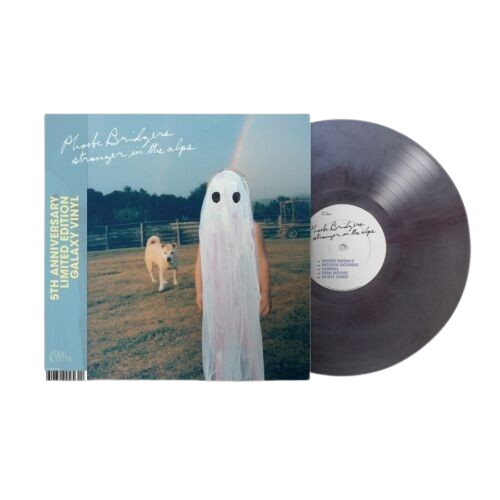 Phoebe Bridgers
stranger in the alps
5TH ANNIVERSARY
LIMITED EDITION
GALAXY VINYL
Phoebe Bridgers
stranger in the alps
SMOKE SIGNALS
MOTION SICKNESS
FUNERAL
DEMI MOORE
SCOTT STREET